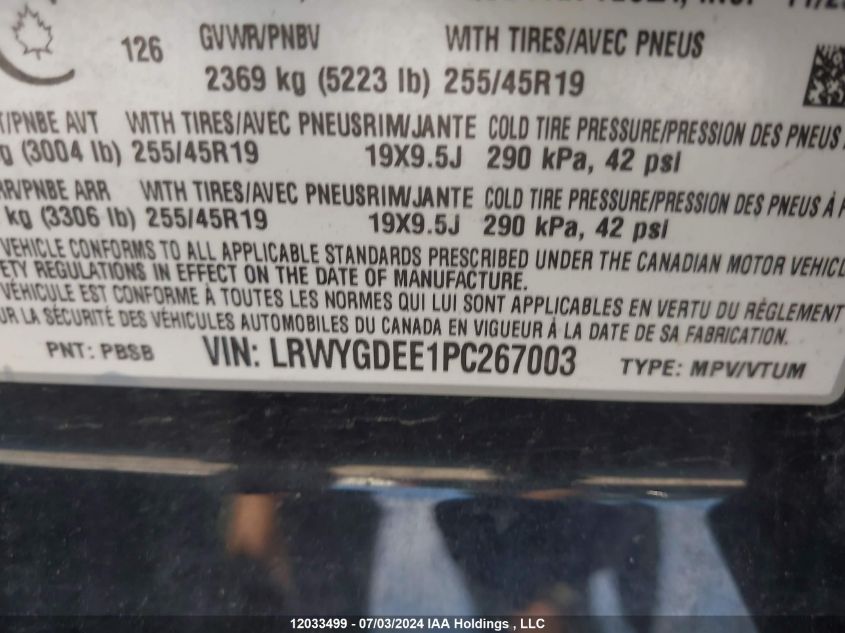 126 GVWR/PNBV WITH TIRES/AVEC PNEUS
2369 kg (5223 lb) 255/45R19
/PNBE AVT WITH TIRES/AVEC PNEUS RIM/JANTE COLD TIRE PRESSURE/PRESSION DES PNEUS
g (3004 lb) 255/45R19 19X9.5J 290 kPa, 42 psi
/PNBE ARR WITH TIRES/AVEC PNEUS RIM/JANTE COLD TIRE PRESSURE/PRESSION DES PNEUS À
kg (3306 lb) 255/45R19 19X9.5J 290 kPa, 42 psi
VEHICLE CONFORMS TO ALL APPLICABLE STANDARDS PRESCRIBED UNDER THE CANADIAN MOTOR
REGULATIONS IN EFFECT ON THE DATE OF MANUFACTURE.
VÉHICULE EST CONFORME À TOUTES LES NORMES QUI LUI SONT APPLICABLES EN VERTU DU RÈGLEMENT
LA SÉCURITÉ DES VÉHICULES AUTOMOBILES DU CANADA EN VIGUEUR À LA DATE DE SA FABRICATION.
PNT: PBSB VIN: LRWYGDEE1PC267003 TYPE: MPV/VTUM
12033499 - 07/03/2024 IAA Holdings , LLC